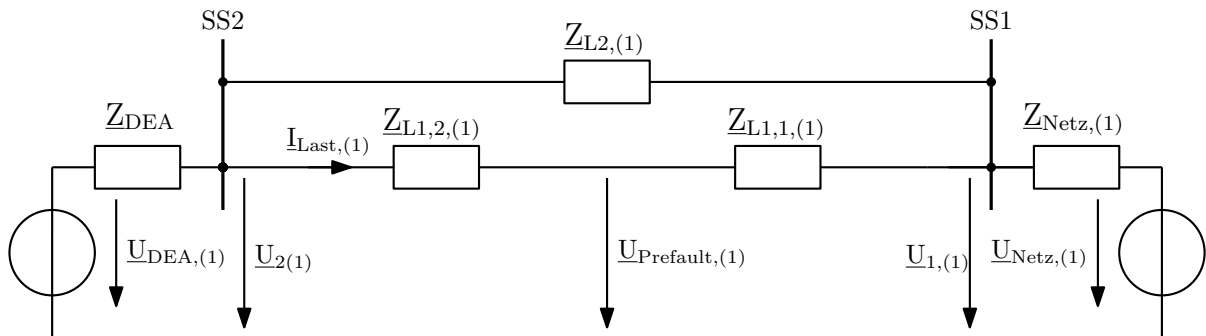 SS2
SS1
Z_L2,(1)
Z_DEA
I_Last,(1)
Z_L1,2,(1)
Z_L1,1,(1)
Z_Netz,(1)
U_DEA,(1)
U_2(1)
U_Prefault,(1)
U_1,(1)
U_Netz,(1)